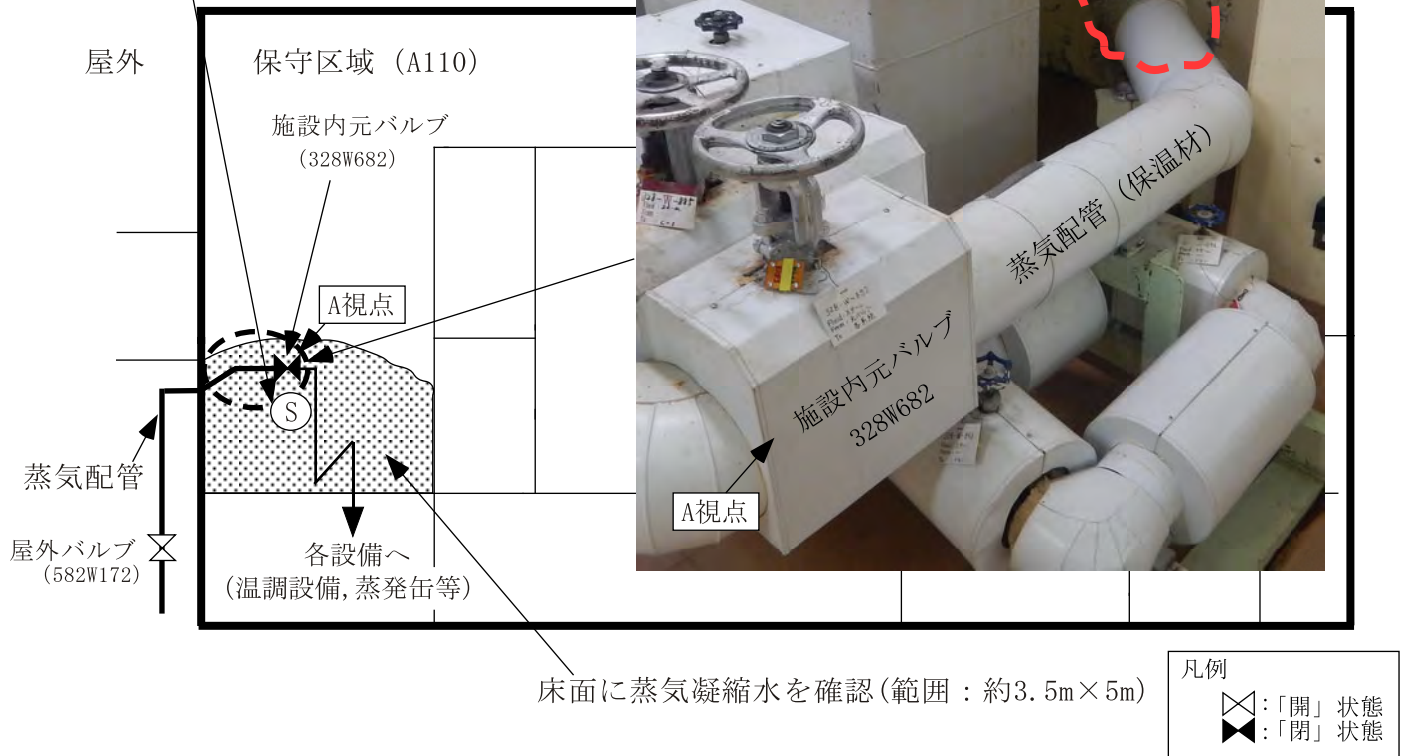 屋外
保守区域 (A110)
施設内元バルブ
(328W682)
A視点
S
蒸気配管
屋外バルブ
(582W172)
各設備へ
(温調設備,蒸発缶等)
床面に蒸気凝縮水を確認(範囲：約3.5m×5m)
蒸気配管（保温材）
施設内元バルブ
328W682
A視点
凡例
:「開」状態
:「閉」状態